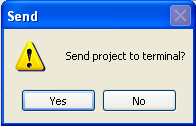 Send
Send project to terminal?
Yes
No